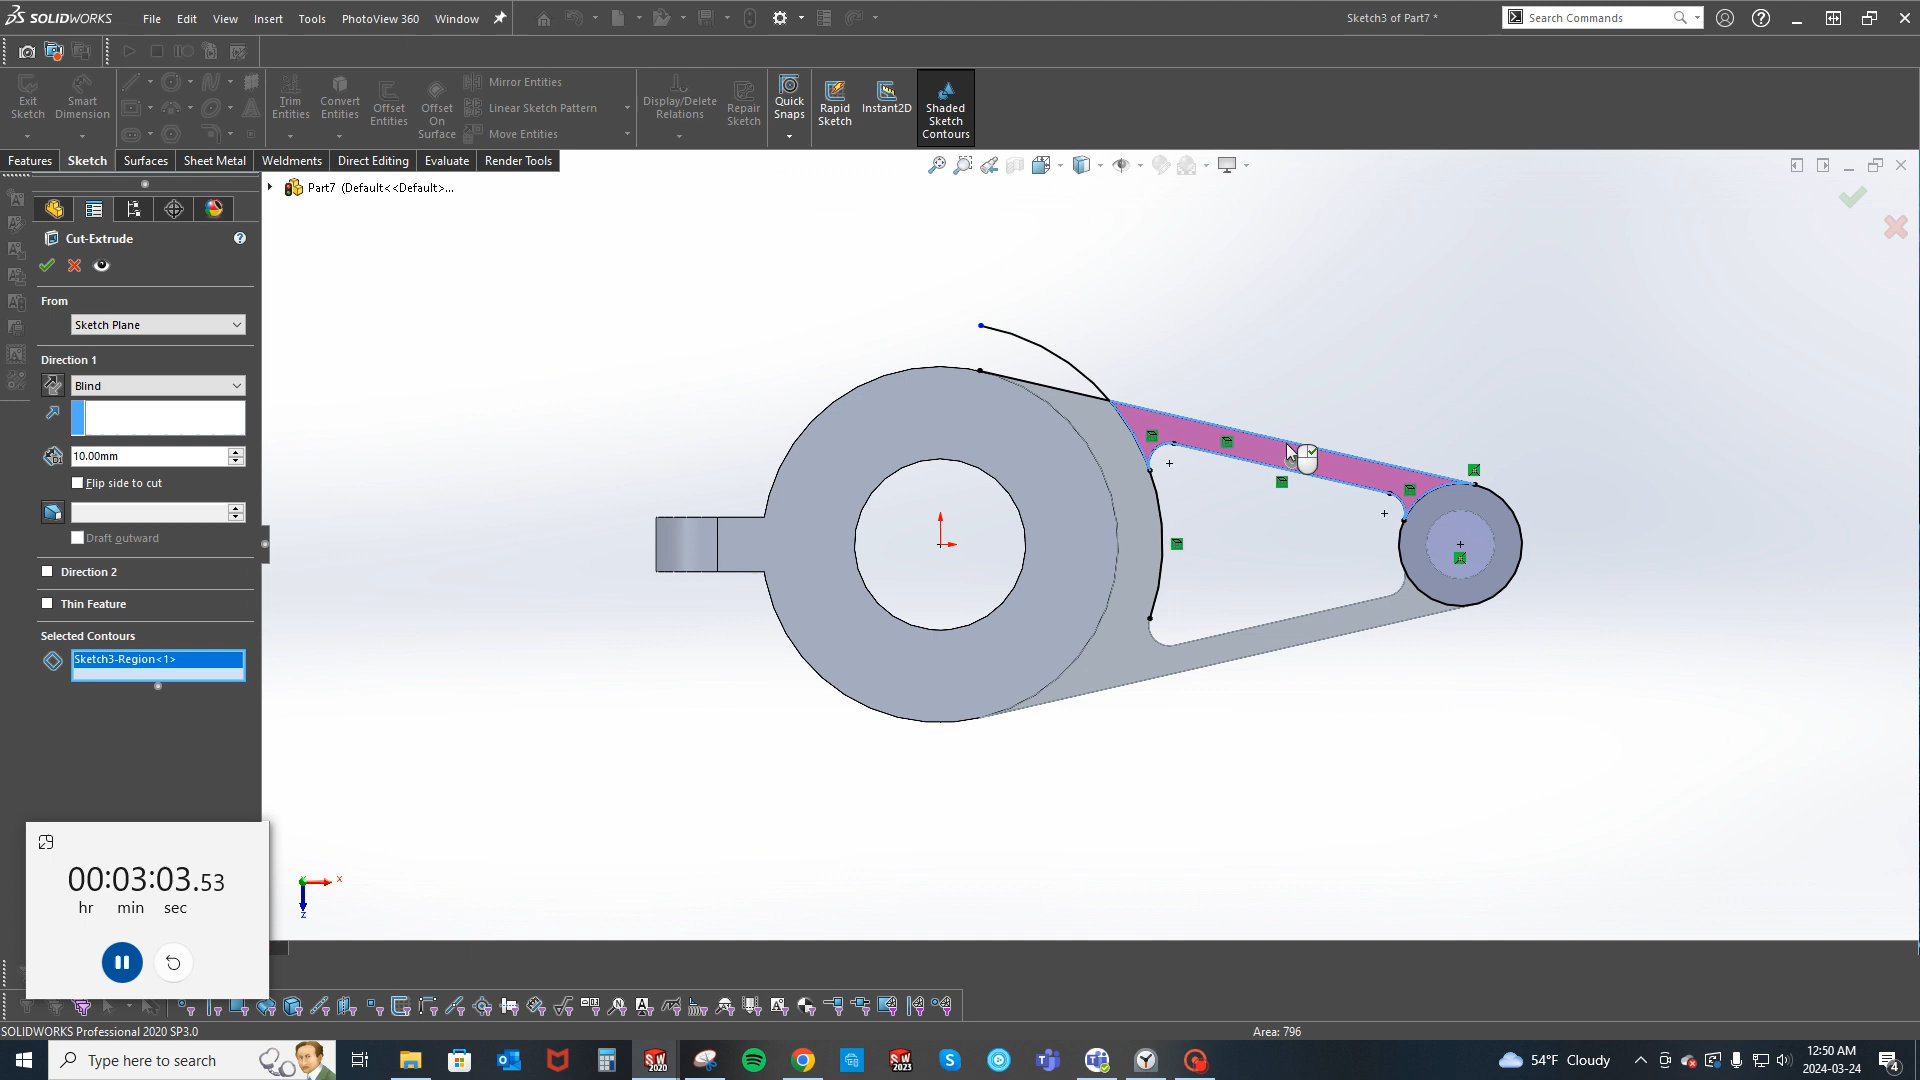 SOLIDWORKS
File Edit View Insert Tools PhotoView 360 Window
Sketch3 of Part7 *
Search Commands
Exit Sketch
Smart Dimension
Trim Entities
Convert Entities
Offset Entities
Offset On Surface
Mirror Entities
Linear Sketch Pattern
Move Entities
Display/Delete Relations
Repair Sketch
Quick Snaps
Rapid Sketch
Instant2D
Shaded Sketch Contours
Features Sketch Surfaces Sheet Metal Weldments Direct Editing Evaluate Render Tools
Part7 (Default<<Default>...
Cut-Extrude
From
Sketch Plane
Direction 1
Blind
10.00mm
Flip side to cut
Draft outward
Direction 2
Thin Feature
Selected Contours
Sketch3-Region<1>
00:03:03.53
hr min sec
X
Y
Z
SOLIDWORKS Professional 2020 SP3.0
Area: 796
Type here to search
SW 2020
SW 2023
54°F Cloudy
12:50 AM
2024-03-24
4